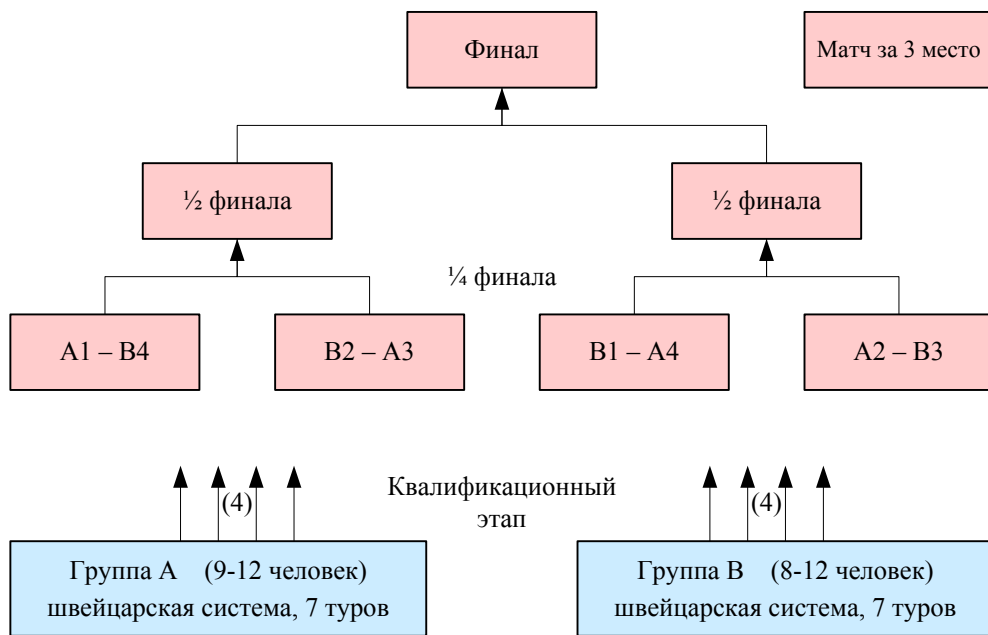 Финал
Матч за 3 место
½ финала
½ финала
¼ финала
A1 – B4
B2 – A3
B1 – A4
A2 – B3
(4)
Квалификационный
этап
(4)
Группа A (9-12 человек)
швейцарская система, 7 туров
Группа B (8-12 человек)
швейцарская система, 7 туров